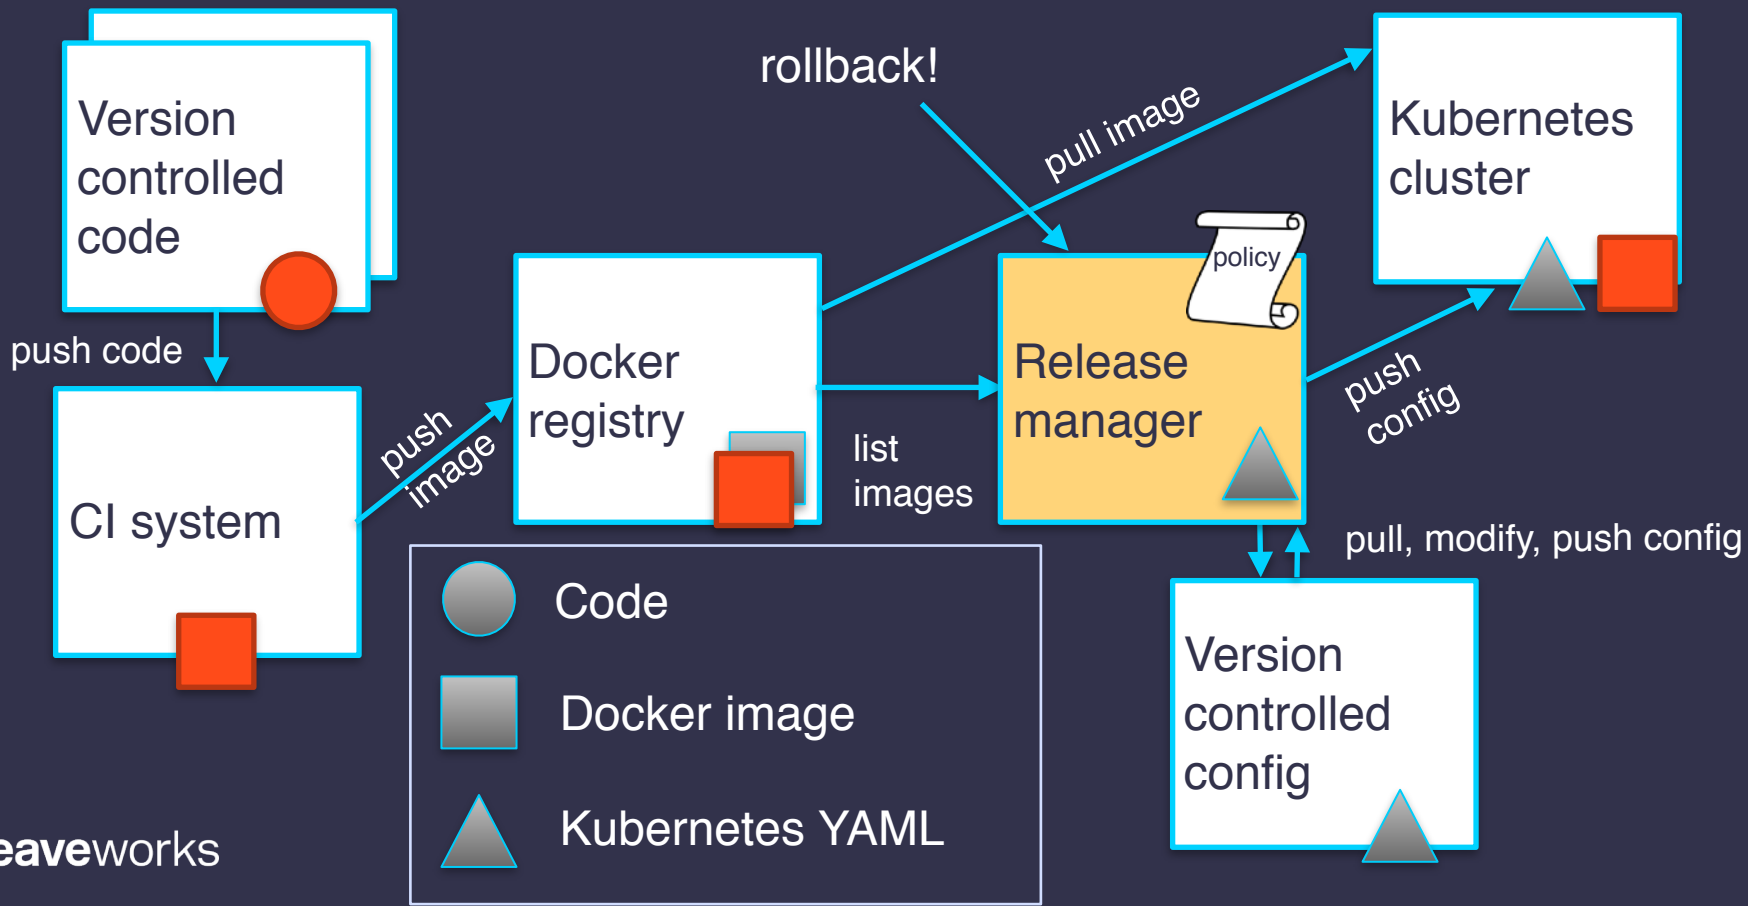 Version
controlled
code
push code
CI system
push
image
Docker
registry
list
images
rollback!
pull image
policy
Release
manager
push
config
Kubernetes
cluster
pull, modify, push config
Version
controlled
config
Code
Docker image
Kubernetes YAML
eaveworks